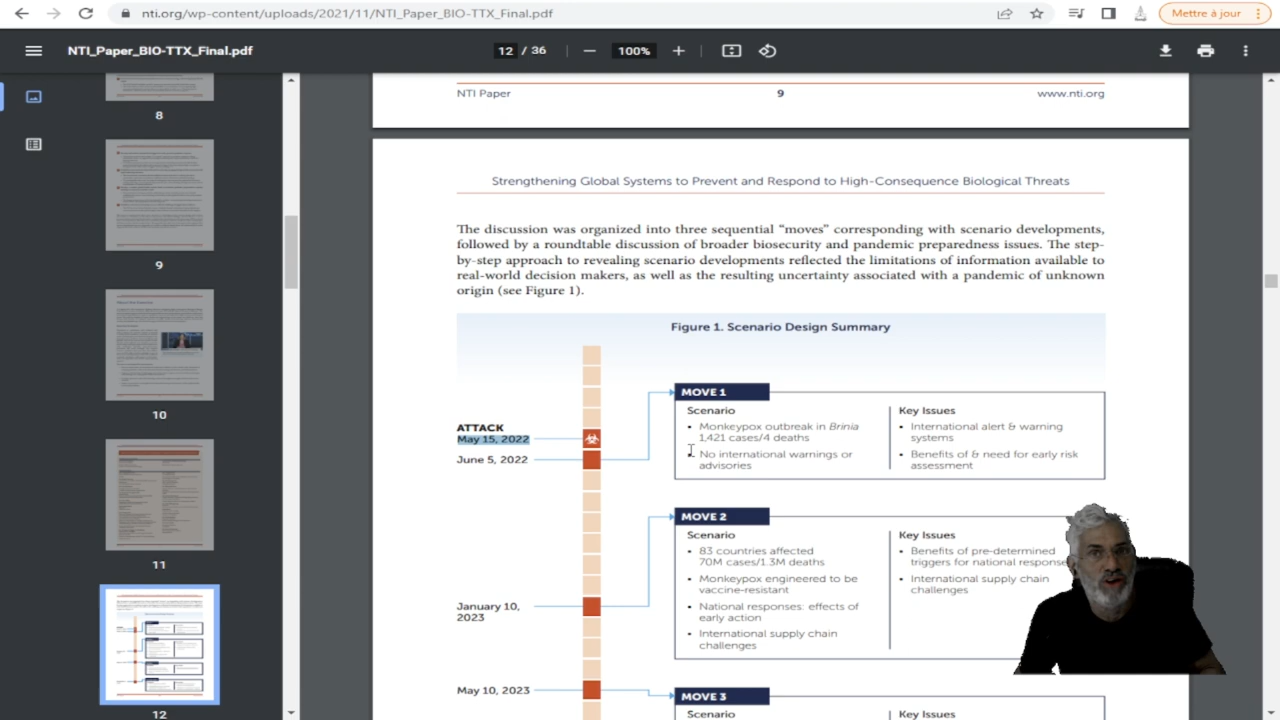 nti.org/wp-content/uploads/2021/11/NTI_Paper_BIO-TTX_Final.pdf
Mettre à jour
NTI_Paper_BIO-TTX_Final.pdf
12 / 36
100%
8
9
10
11
12
NTI Paper
9
www.nti.org
Strengthening Global Systems to Prevent and Respond to High-Consequence Biological Threats
The discussion was organized into three sequential “moves” corresponding with scenario developments,
followed by a roundtable discussion of broader biosecurity and pandemic preparedness issues. The step-
by-step approach to revealing scenario developments reflected the limitations of information available to
real-world decision makers, as well as the resulting uncertainty associated with a pandemic of unknown
origin (see Figure 1).
Figure 1. Scenario Design Summary
ATTACK
May 15, 2022
June 5, 2022
January 10,
2023
May 10, 2023
MOVE 1
Scenario
• Monkeypox outbreak in Brinia
1,421 cases/4 deaths
• No international warnings or
advisories
Key Issues
• International alert & warning
systems
• Benefits of & need for early risk
assessment
MOVE 2
Scenario
• 83 countries affected
70M cases/1.3M deaths
• Monkeypox engineered to be
vaccine-resistant
• National responses: effects of
early action
• International supply chain
challenges
Key Issues
• Benefits of pre-determined
triggers for national response
• International supply chain
challenges
MOVE 3
Scenario
Key Issues